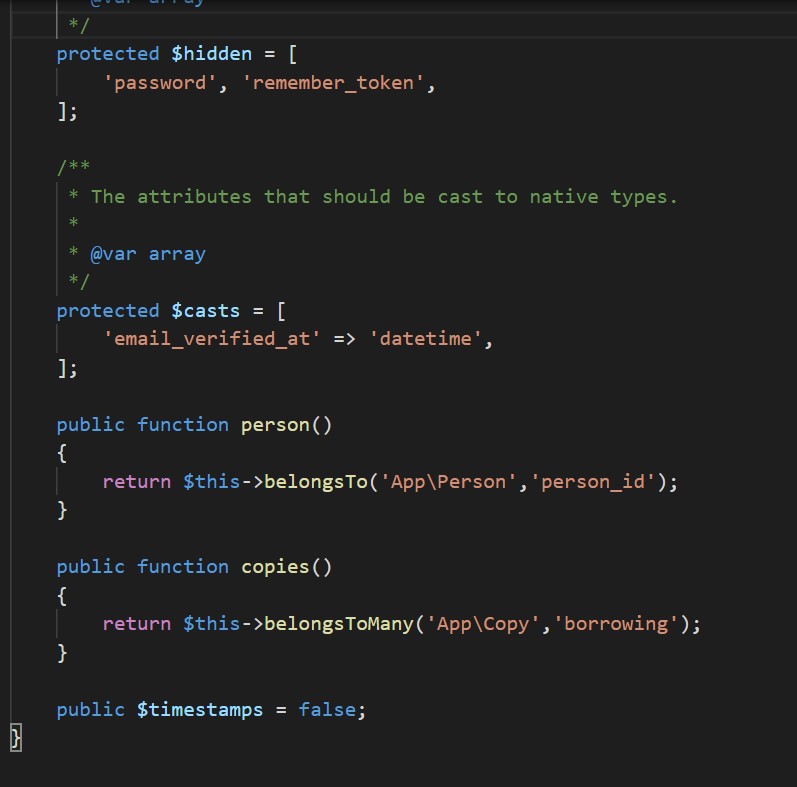 @var array
*/
protected $hidden = [
'password', 'remember_token',
];
/**
* The attributes that should be cast to native types.
*
* @var array
*/
protected $casts = [
'email_verified_at' => 'datetime',
];
public function person()
{
return $this->belongsTo('App\Person','person_id');
}
public function copies()
{
return $this->belongsToMany('App\Copy','borrowing');
}
public $timestamps = false;
}